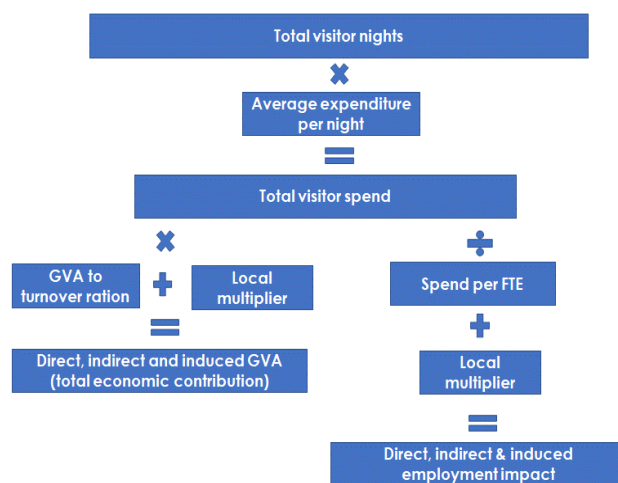 Total visitor nights
Average expenditure
per night
Total visitor spend
GVA to
turnover ration
Local
multiplier
Spend per FTE
Direct, indirect and induced GVA
(total economic contribution)
Local
multiplier
Direct, indirect & induced
employment impact